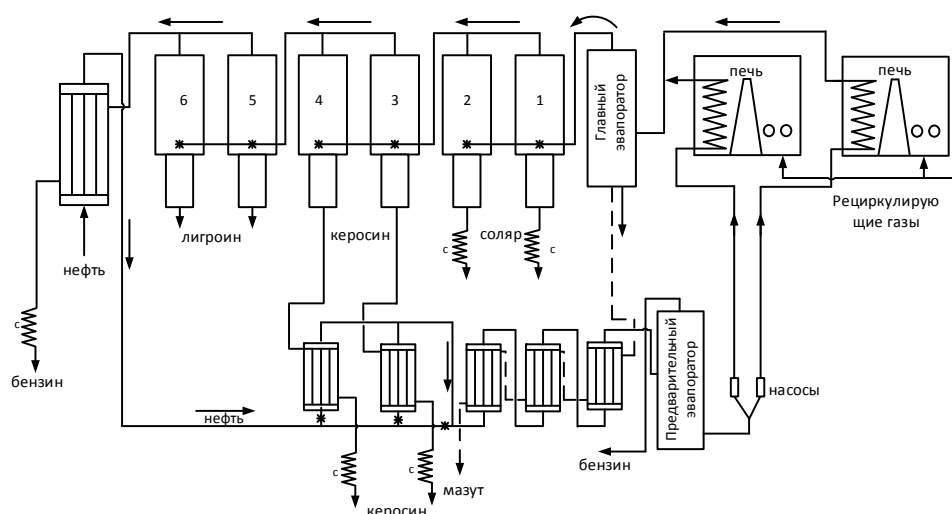 печь
печь
6
5
4
3
2
1
Главный
эвапоратор
Рециркулирую
щие газы
лигроин
керосин
соляр
с
с
нефть
с
бензин
Предварительный
эвапоратор
насосы
нефть
бензин
мазут
с
с
керосин